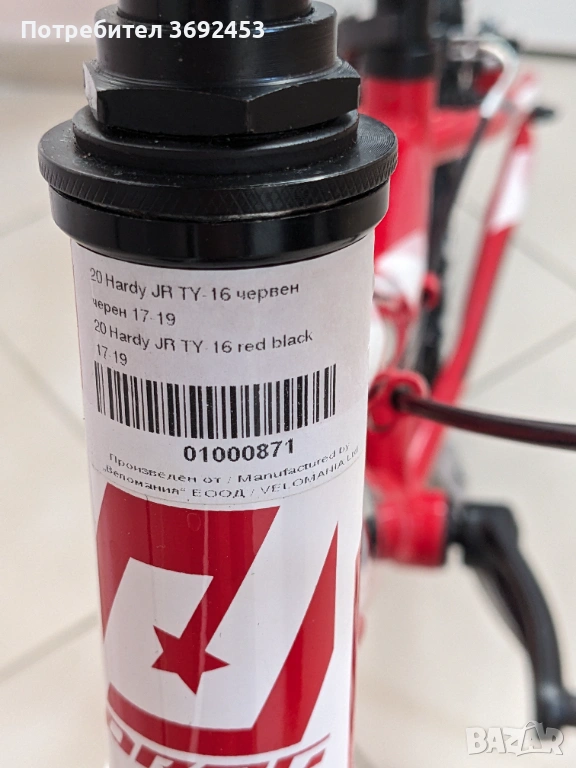 Потребител 3692453
20 Hardy JR TY-16 червен
черен 17-19
20 Hardy JR TY-16 red black
17-19
01000871
Произведен от / Manufactured by
„Веломания“ ЕООД / VELOMANIA Ltd
BAZAR